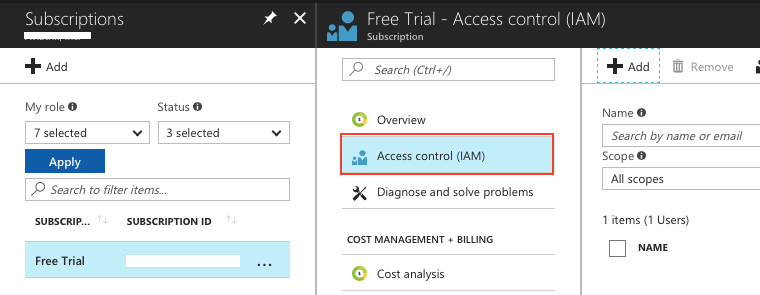 Subscriptions
Add
My role
Status
7 selected
3 selected
Apply
Search to filter items...
SUBSCRIP...
SUBSCRIPTION ID
Free Trial
...
Free Trial - Access control (IAM)
Subscription
Search (Ctrl+/)
Overview
Access control (IAM)
Diagnose and solve problems
COST MANAGEMENT + BILLING
Cost analysis
Add
Remove
Name
Search by name or email
Scope
All scopes
1 items (1 Users)
NAME